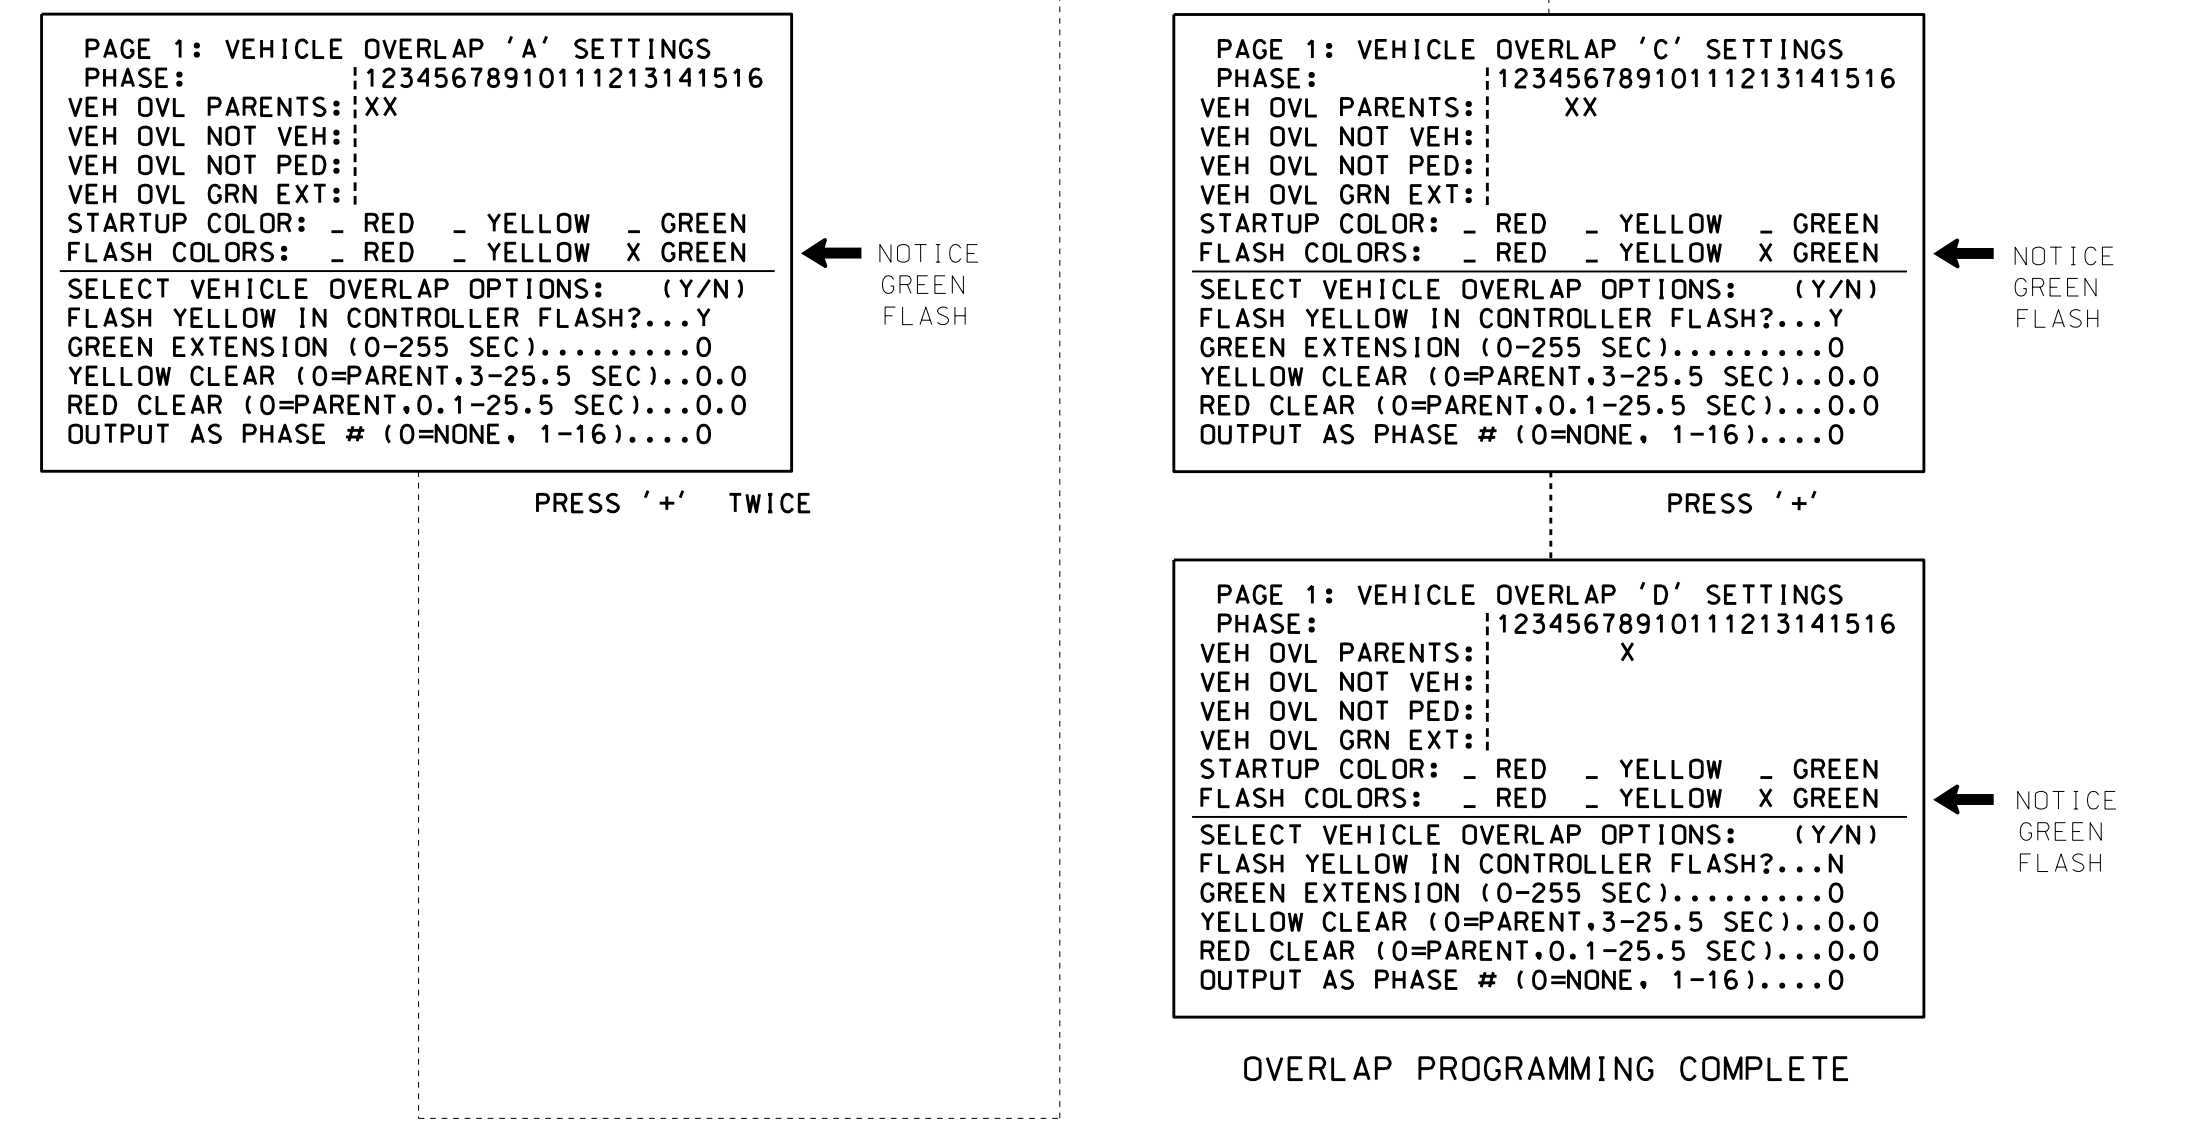 PAGE 1: VEHICLE OVERLAP 'A' SETTINGS
PHASE: ¦12345678910111213141516
VEH OVL PARENTS:¦XX
VEH OVL NOT VEH:¦
VEH OVL NOT PED:¦
VEH OVL GRN EXT:¦
STARTUP COLOR: _ RED _ YELLOW _ GREEN
FLASH COLORS: _ RED _ YELLOW X GREEN
SELECT VEHICLE OVERLAP OPTIONS: (Y/N)
FLASH YELLOW IN CONTROLLER FLASH?...Y
GREEN EXTENSION (0-255 SEC).........0
YELLOW CLEAR (0=PARENT,3-25.5 SEC)..0.0
RED CLEAR (0=PARENT,0.1-25.5 SEC)...0.0
OUTPUT AS PHASE # (0=NONE, 1-16)....0
NOTICE
GREEN
FLASH
PRESS '+' TWICE
PAGE 1: VEHICLE OVERLAP 'C' SETTINGS
PHASE: ¦12345678910111213141516
VEH OVL PARENTS:¦    XX
VEH OVL NOT VEH:¦
VEH OVL NOT PED:¦
VEH OVL GRN EXT:¦
STARTUP COLOR: _ RED _ YELLOW _ GREEN
FLASH COLORS: _ RED _ YELLOW X GREEN
SELECT VEHICLE OVERLAP OPTIONS: (Y/N)
FLASH YELLOW IN CONTROLLER FLASH?...Y
GREEN EXTENSION (0-255 SEC).........0
YELLOW CLEAR (0=PARENT,3-25.5 SEC)..0.0
RED CLEAR (0=PARENT,0.1-25.5 SEC)...0.0
OUTPUT AS PHASE # (0=NONE, 1-16)....0
NOTICE
GREEN
FLASH
PRESS '+'
PAGE 1: VEHICLE OVERLAP 'D' SETTINGS
PHASE: ¦12345678910111213141516
VEH OVL PARENTS:¦       X
VEH OVL NOT VEH:¦
VEH OVL NOT PED:¦
VEH OVL GRN EXT:¦
STARTUP COLOR: _ RED _ YELLOW _ GREEN
FLASH COLORS: _ RED _ YELLOW X GREEN
SELECT VEHICLE OVERLAP OPTIONS: (Y/N)
FLASH YELLOW IN CONTROLLER FLASH?...N
GREEN EXTENSION (0-255 SEC).........0
YELLOW CLEAR (0=PARENT,3-25.5 SEC)..0.0
RED CLEAR (0=PARENT,0.1-25.5 SEC)...0.0
OUTPUT AS PHASE # (0=NONE, 1-16)....0
NOTICE
GREEN
FLASH
OVERLAP PROGRAMMING COMPLETE